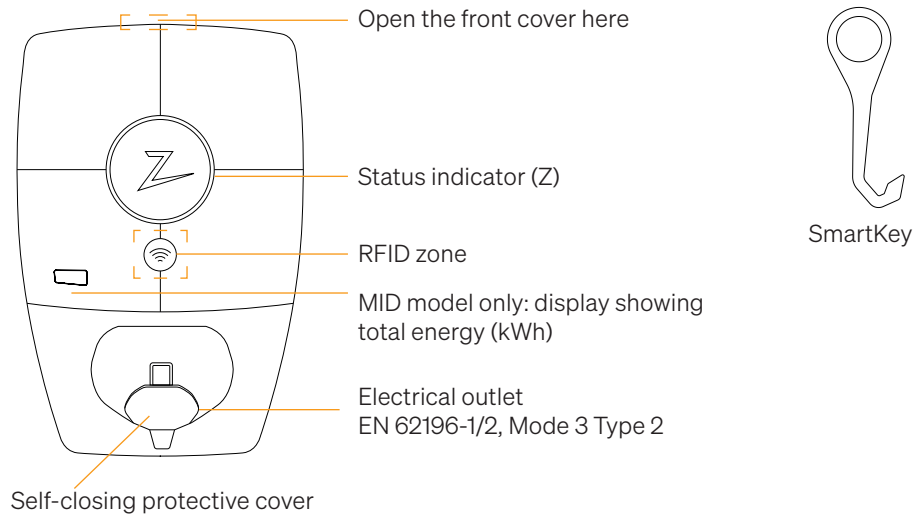 Open the front cover here
Status indicator (Z)
SmartKey
RFID zone
MID model only: display showing
total energy (kWh)
Electrical outlet
EN 62196-1/2, Mode 3 Type 2
Self-closing protective cover